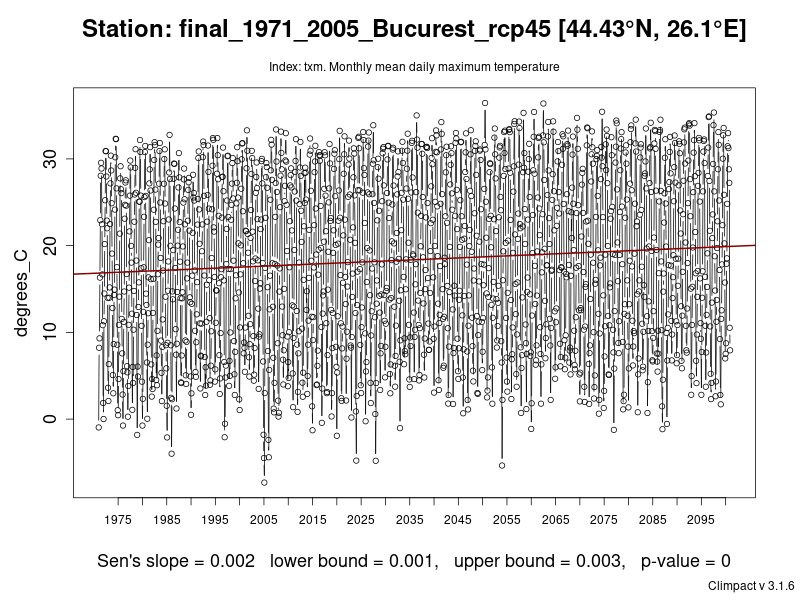 Station: final_1971_2005_Bucurest_rcp45 [44.43°N, 26.1°E]
Index: txm. Monthly mean daily maximum temperature
degrees_C
30
20
10
0
1975 1985 1995 2005 2015 2025 2035 2045 2055 2065 2075 2085 2095
Sen's slope = 0.002 lower bound = 0.001, upper bound = 0.003, p-value = 0
Climpact v 3.1.6